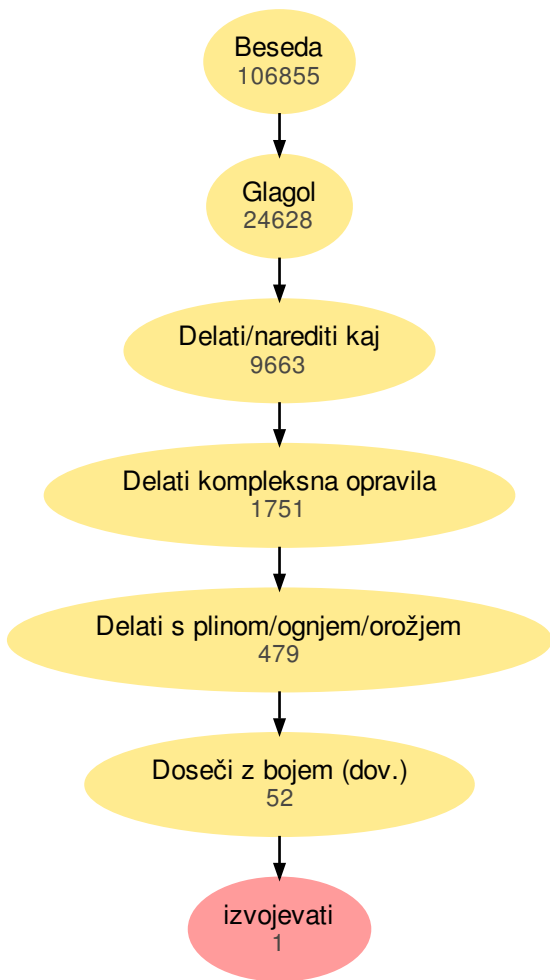 Beseda
106855
Glagol
24628
Delati/narediti kaj
9663
Delati kompleksna opravila
1751
Delati s plinom/ognjem/orožjem
479
Doseči z bojem (dov.)
52
izvojevati
1